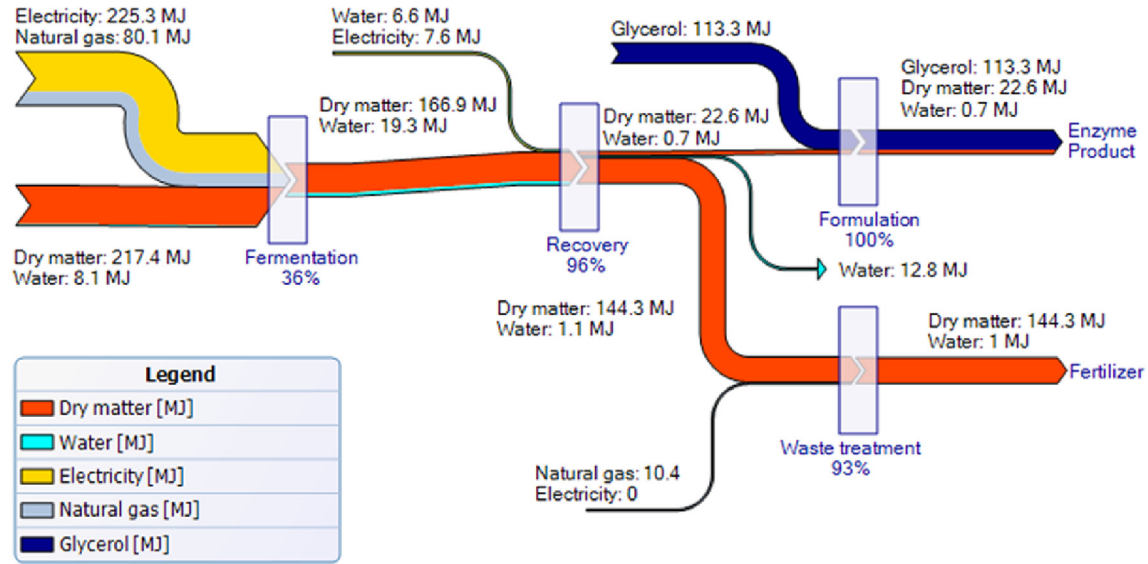 Electricity: 225.3 MJ
Natural gas: 80.1 MJ
Water: 6.6 MJ
Electricity: 7.6 MJ
Glycerol: 113.3 MJ
Glycerol: 113.3 MJ
Dry matter: 22.6 MJ
Water: 0.7 MJ
Dry matter: 166.9 MJ
Water: 19.3 MJ
Dry matter: 22.6 MJ
Water: 0.7 MJ
Enzyme
Product
Dry matter: 217.4 MJ
Water: 8.1 MJ
Fermentation
36%
Recovery
96%
Formulation
100%
Water: 12.8 MJ
Dry matter: 144.3 MJ
Water: 1.1 MJ
Dry matter: 144.3 MJ
Water: 1 MJ
Fertilizer
Waste treatment
93%
Natural gas: 10.4
Electricity: 0
Legend
Dry matter [MJ]
Water [MJ]
Electricity [MJ]
Natural gas [MJ]
Glycerol [MJ]